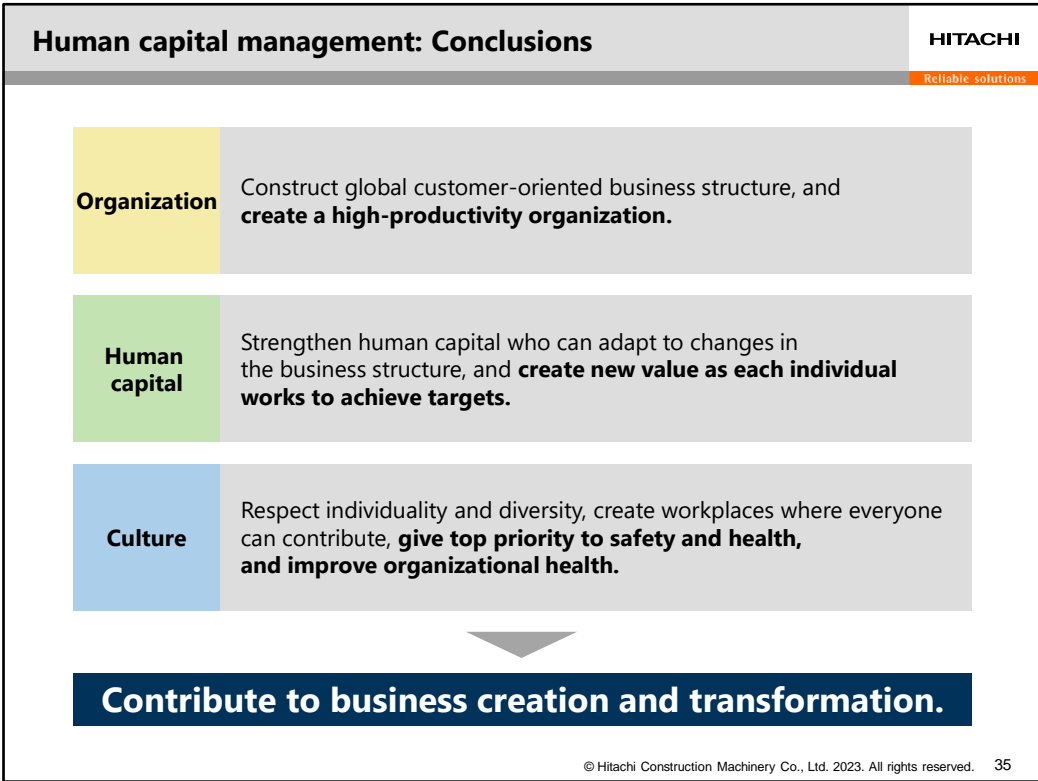 Human capital management: Conclusions
HITACHI
Reliable solutions
Organization
Construct global customer-oriented business structure, and
create a high-productivity organization.
Human
capital
Strengthen human capital who can adapt to changes in
the business structure, and create new value as each individual
works to achieve targets.
Culture
Respect individuality and diversity, create workplaces where everyone
can contribute, give top priority to safety and health,
and improve organizational health.
Contribute to business creation and transformation.
© Hitachi Construction Machinery Co., Ltd. 2023. All rights reserved. 35